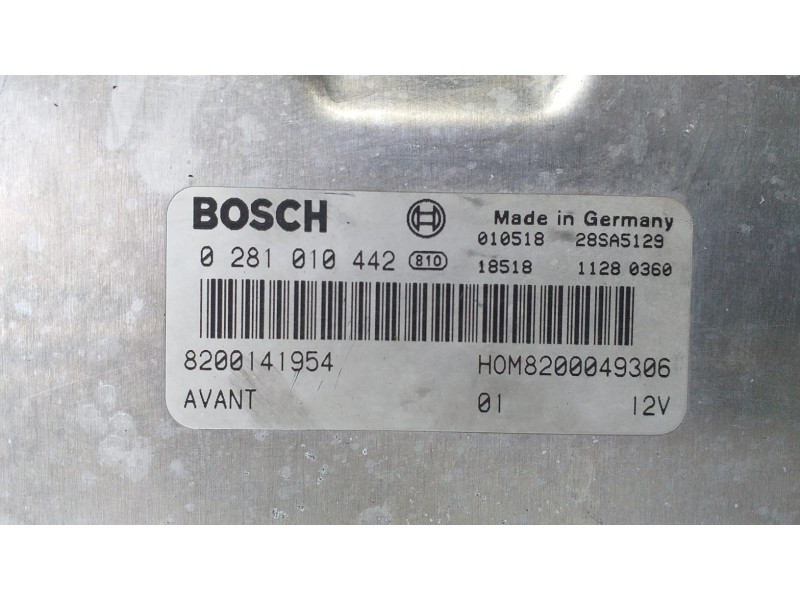 BOSCH
Made in Germany
010518 28SA5129
0 281 010 442 810
18518 1128 0360
8200141954 HOM8200049306
AVANT 01 12V